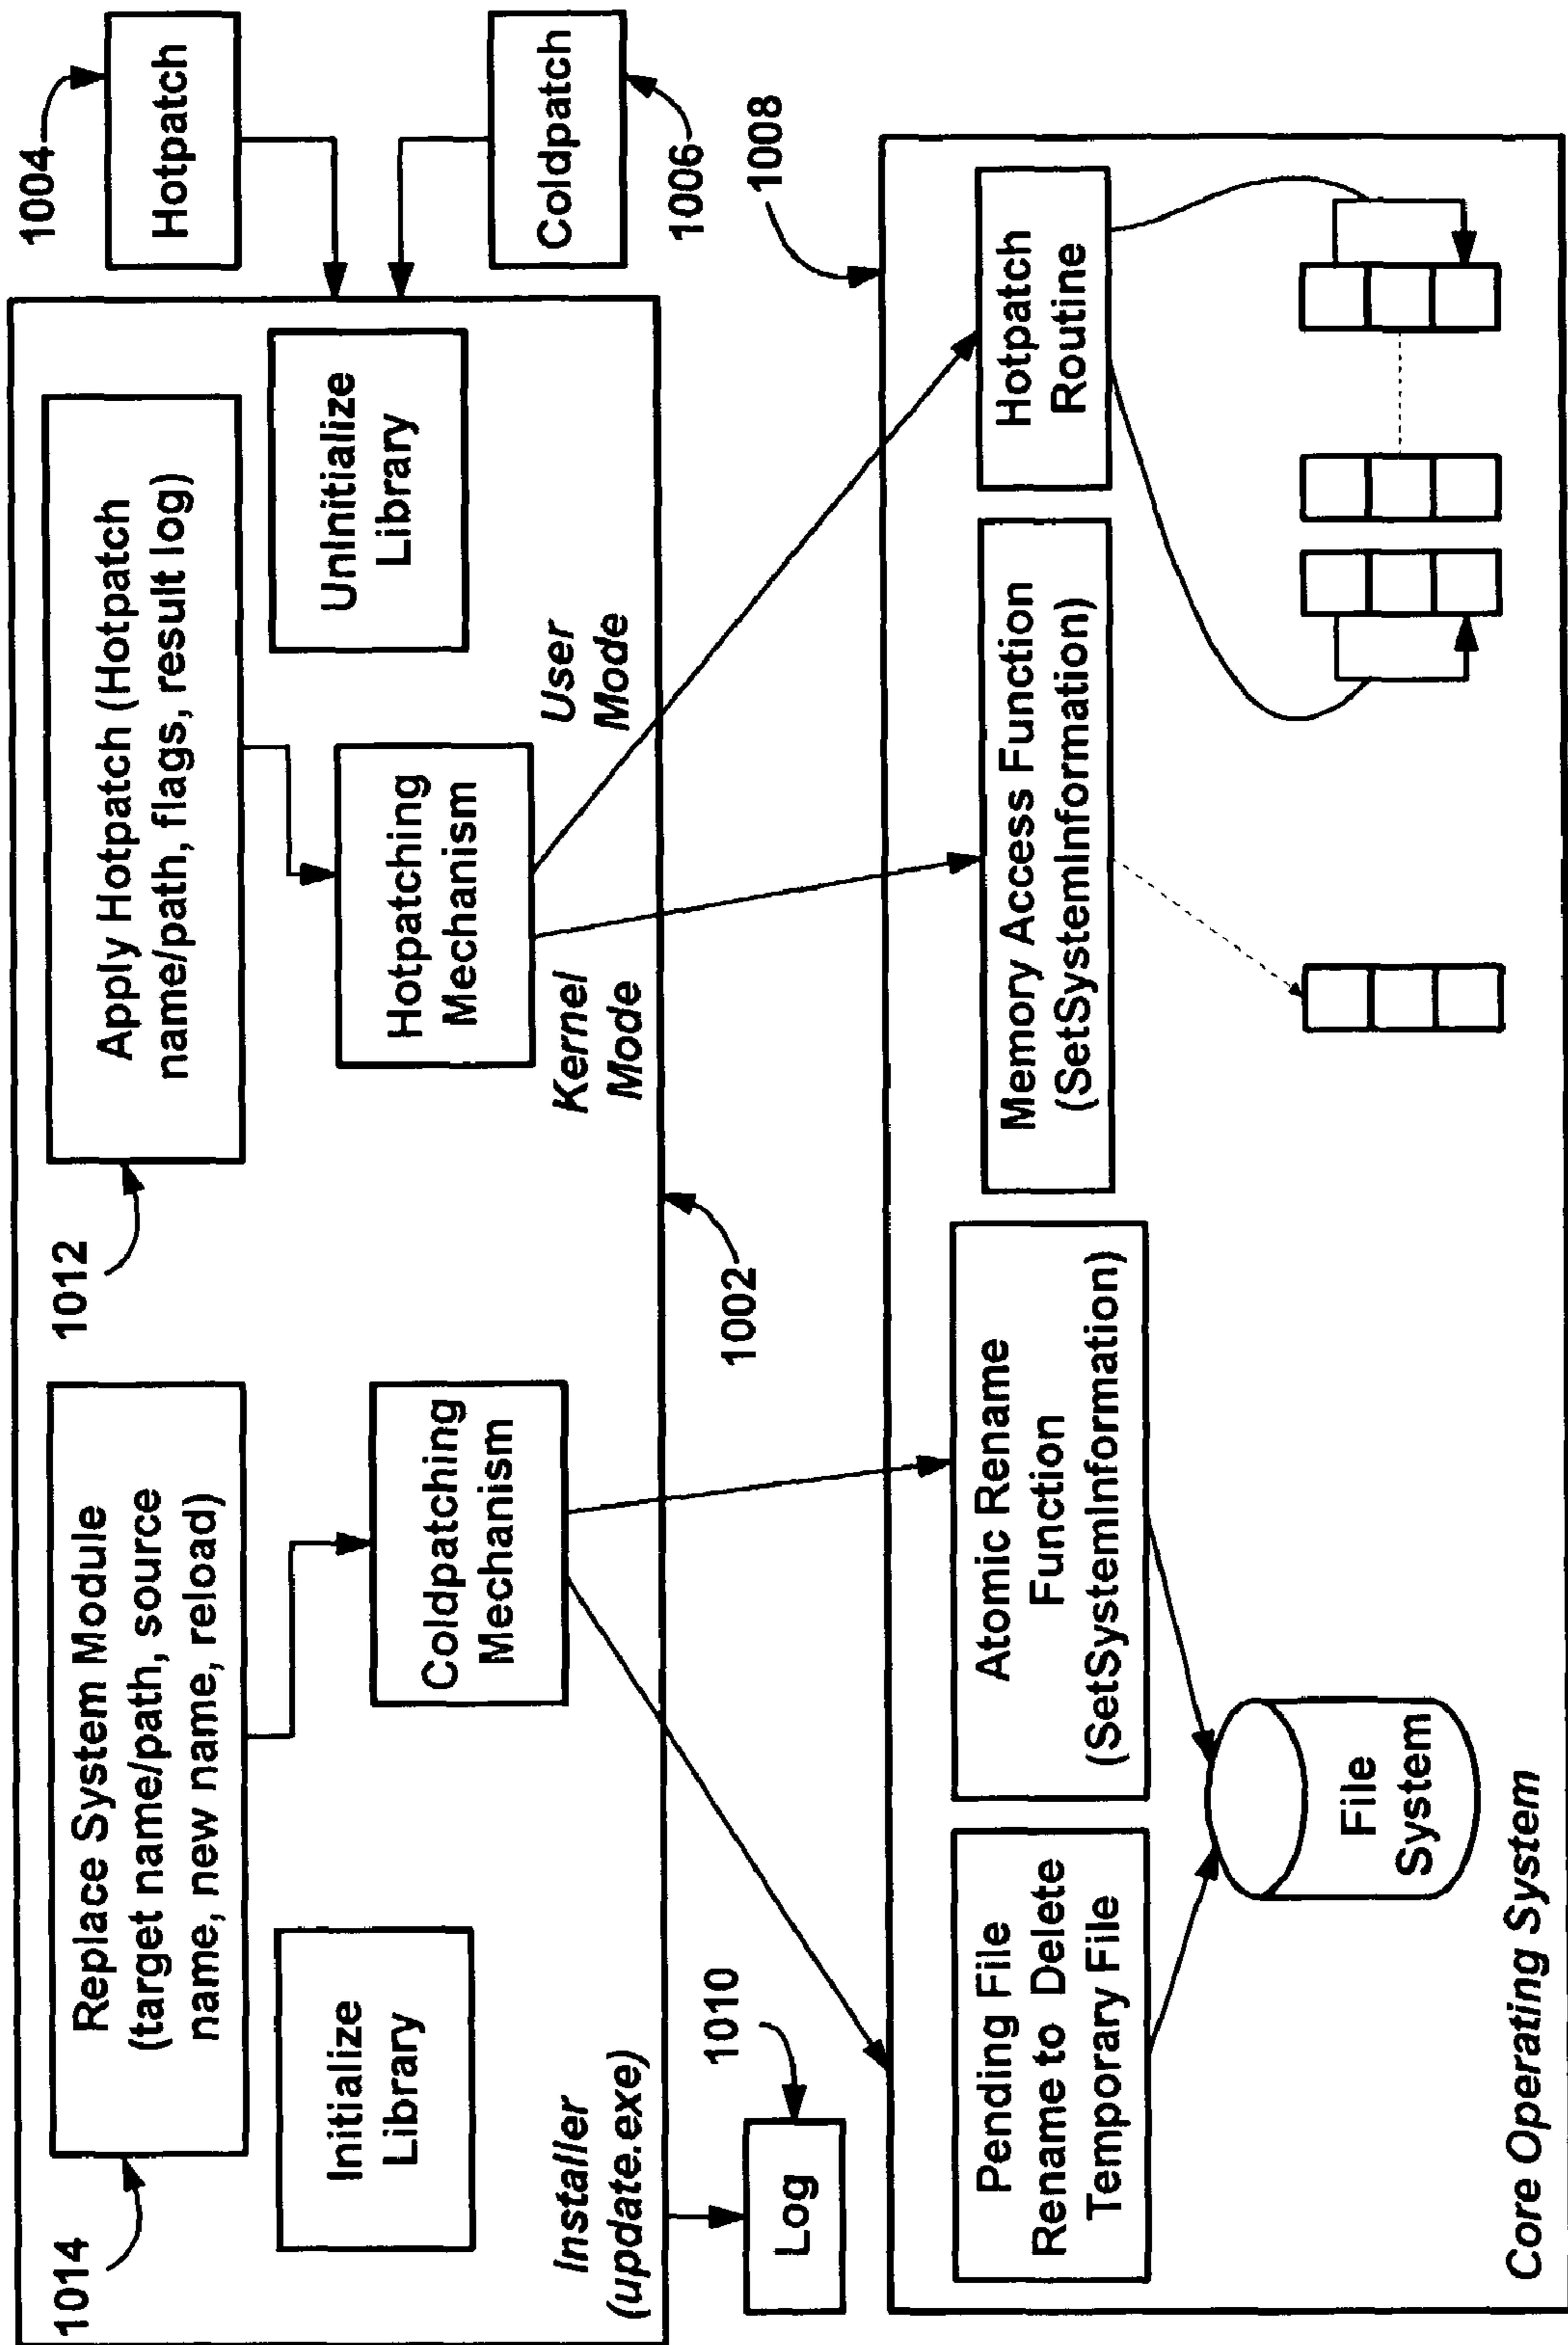 1014
Replace System Module
(target name/path, source
name, new name, reload)
1012
Apply Hotpatch (Hotpatch
name/path, flags, result log)
1004
Hotpatch
Initialize
Library
Coldpatching
Mechanism
Hotpatching
Mechanism
UnInitialize
Library
Coldpatch
1006
Installer
(update.exe)
Kernel
Mode
User
Mode
1002
1008
Log
1010
Pending File
Rename to Delete
Temporary File
Atomic Rename
Function
(SetSystemInformation)
Memory Access Function
(SetSystemInformation)
Hotpatch
Routine
File
System
Core Operating System